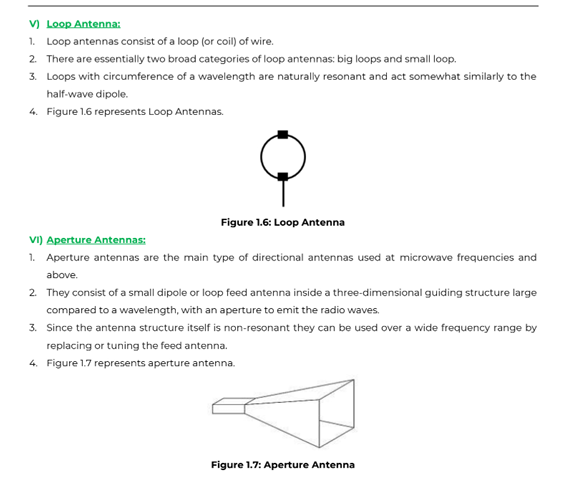 V) Loop Antenna:
1. Loop antennas consist of a loop (or coil) of wire.
2. There are essentially two broad categories of loop antennas: big loops and small loop.
3. Loops with circumference of a wavelength are naturally resonant and act somewhat similarly to the
half-wave dipole.
4. Figure 1.6 represents Loop Antennas.
Figure 1.6: Loop Antenna
VI) Aperture Antennas:
1. Aperture antennas are the main type of directional antennas used at microwave frequencies and
above.
2. They consist of a small dipole or loop feed antenna inside a three-dimensional guiding structure large
compared to a wavelength, with an aperture to emit the radio waves.
3. Since the antenna structure itself is non-resonant they can be used over a wide frequency range by
replacing or tuning the feed antenna.
4. Figure 1.7 represents aperture antenna.
Figure 1.7: Aperture Antenna